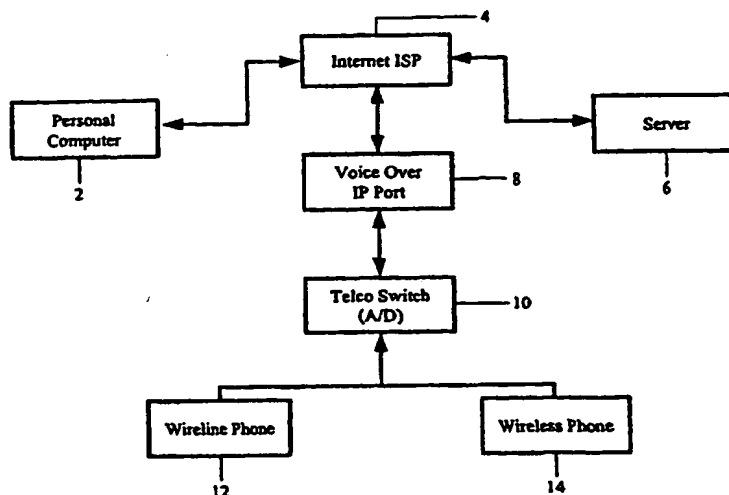 4
Internet ISP
Personal
Computer
2
Server
6
Voice Over
IP Port
8
Telco Switch
(A/D)
10
Wireline Phone
12
Wireless Phone
14